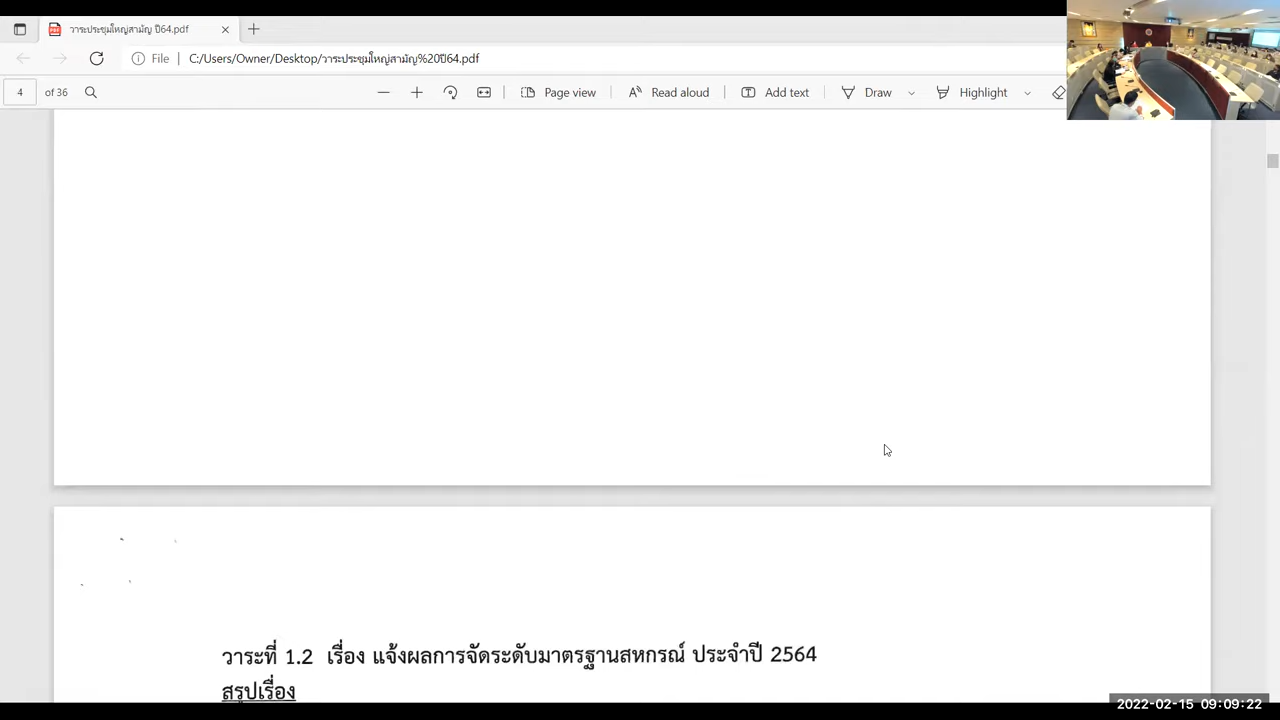 วาระประชุมใหญ่สามัญ ปี64.pdf
File C:/Users/Owner/Desktop/วาระประชุมใหญ่สามัญ%20ปี64.pdf
4 of 36 Page view Read aloud Add text Draw Highlight
วาระที่ 1.2 เรื่อง แจ้งผลการจัดระดับมาตรฐานสหกรณ์ ประจำปี 2564
สรุปเรื่อง
2022-02-15 09:09:22